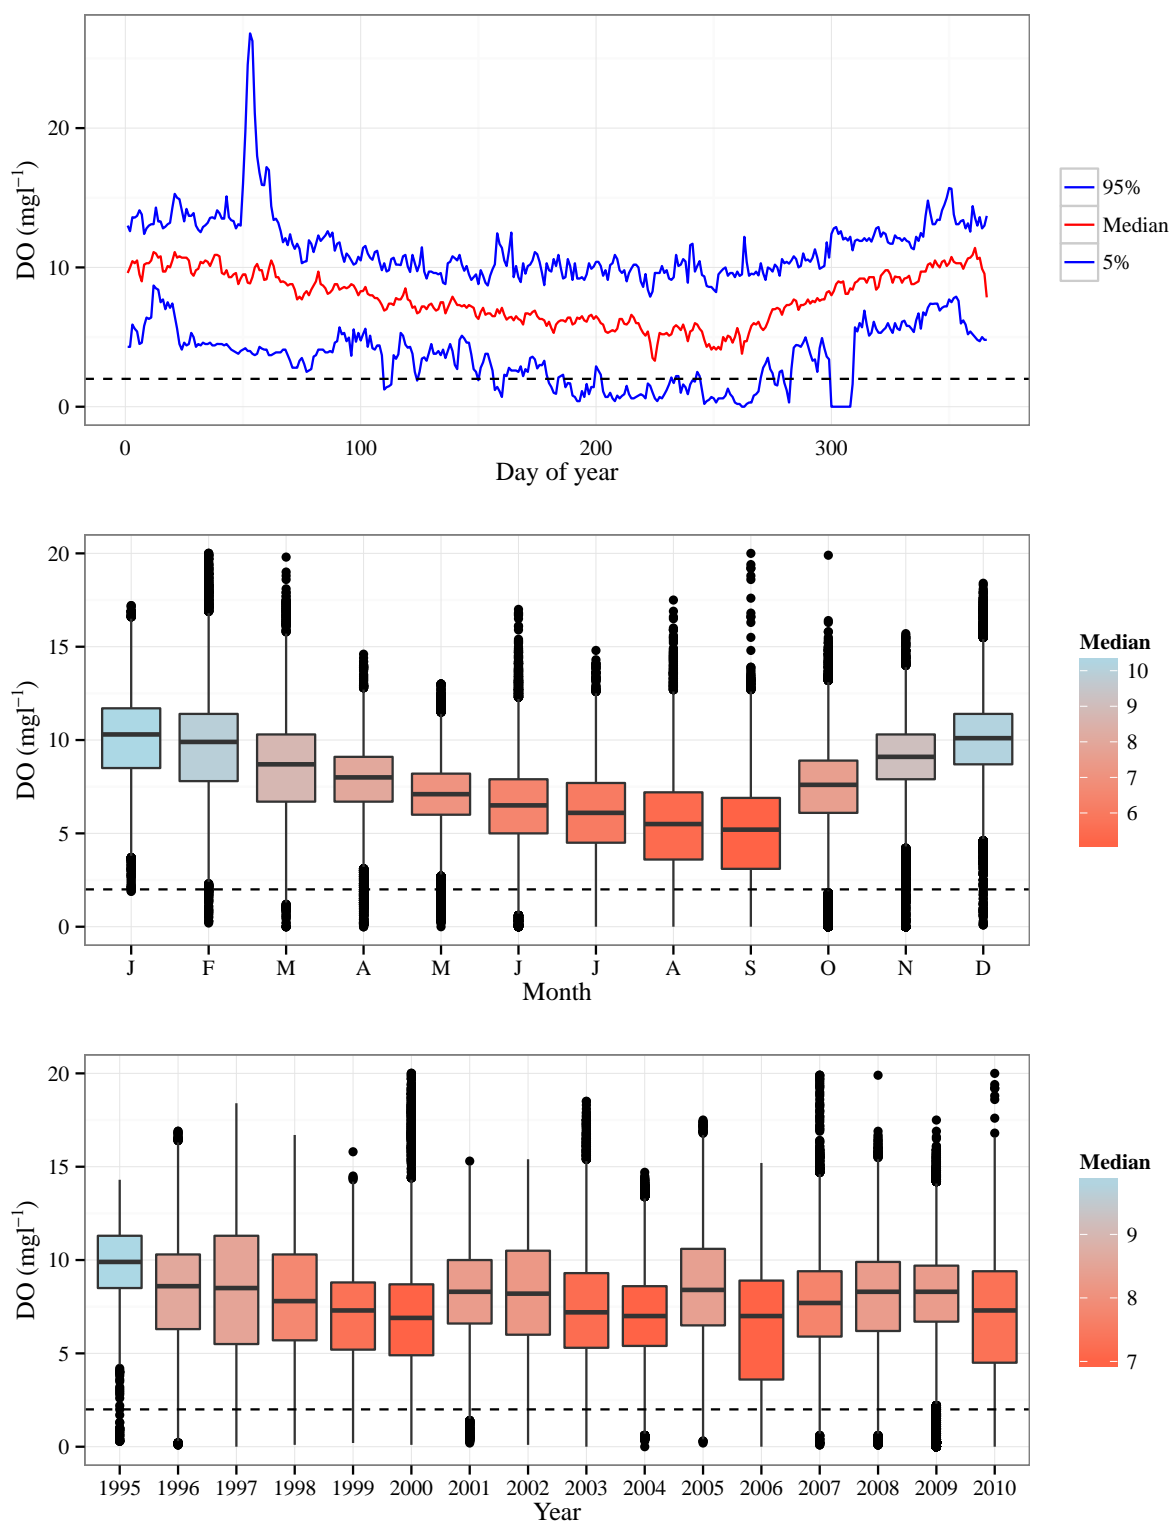 DO (mgl⁻¹)
20
10
0
0 100 200 300
Day of year
95%
Median
5%
DO (mgl⁻¹)
20
15
10
5
0
J F M A M J J A S O N D
Month
Median
10
9
8
7
6
DO (mgl⁻¹)
20
15
10
5
0
1995 1996 1997 1998 1999 2000 2001 2002 2003 2004 2005 2006 2007 2008 2009 2010
Year
Median
9
8
7